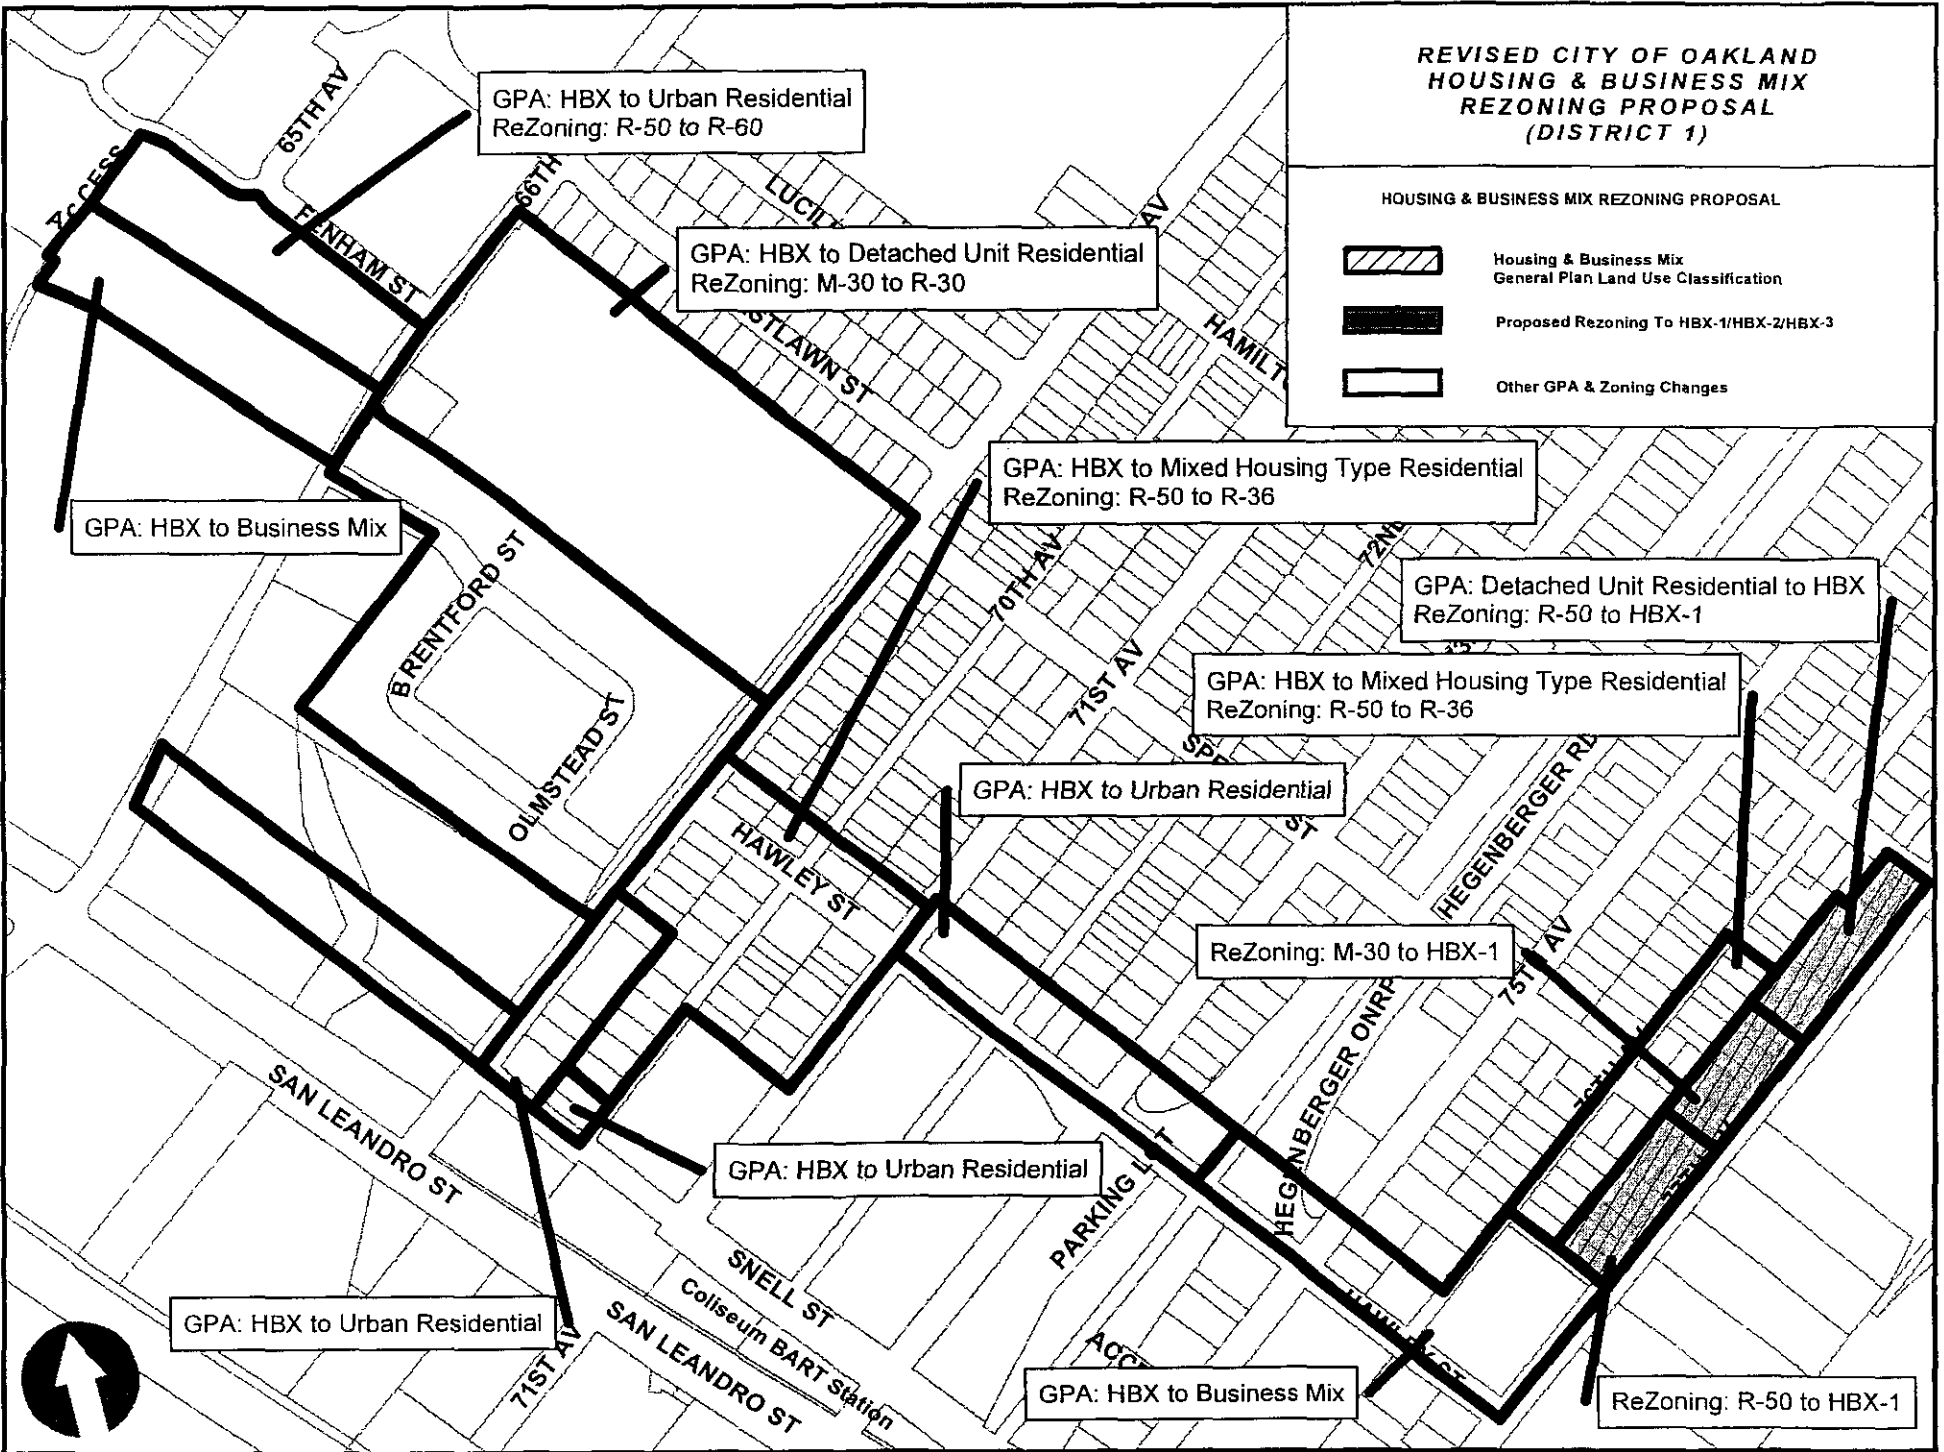 REVISED CITY OF OAKLAND
HOUSING & BUSINESS MIX
REZONING PROPOSAL
(DISTRICT 1)
HOUSING & BUSINESS MIX REZONING PROPOSAL
Housing & Business Mix
General Plan Land Use Classification
Proposed Rezoning To HBX-1/HBX-2/HBX-3
Other GPA & Zoning Changes
GPA: HBX to Urban Residential
ReZoning: R-50 to R-60
65TH AV
ACCESS
66TH
GPA: HBX to Detached Unit Residential
ReZoning: M-30 to R-30
AV
GPA: HBX to Mixed Housing Type Residential
ReZoning: R-50 to R-36
GPA: HBX to Business Mix
BRENTFORD ST
70TH AV
GPA: Detached Unit Residential to HBX
ReZoning: R-50 to HBX-1
71ST AV
GPA: HBX to Mixed Housing Type Residential
ReZoning: R-50 to R-36
OLMSTEAD ST
GPA: HBX to Urban Residential
ST
HAWLEY ST
HEGENBERGER RD
ReZoning: M-30 to HBX-1
75TH AV
HEGENBERGER ONRP
SAN LEANDRO ST
GPA: HBX to Urban Residential
PARKING
SNELL ST
Coliseum BART Station
GPA: HBX to Urban Residential
71ST AV
SAN LEANDRO ST
GPA: HBX to Business Mix
ReZoning: R-50 to HBX-1